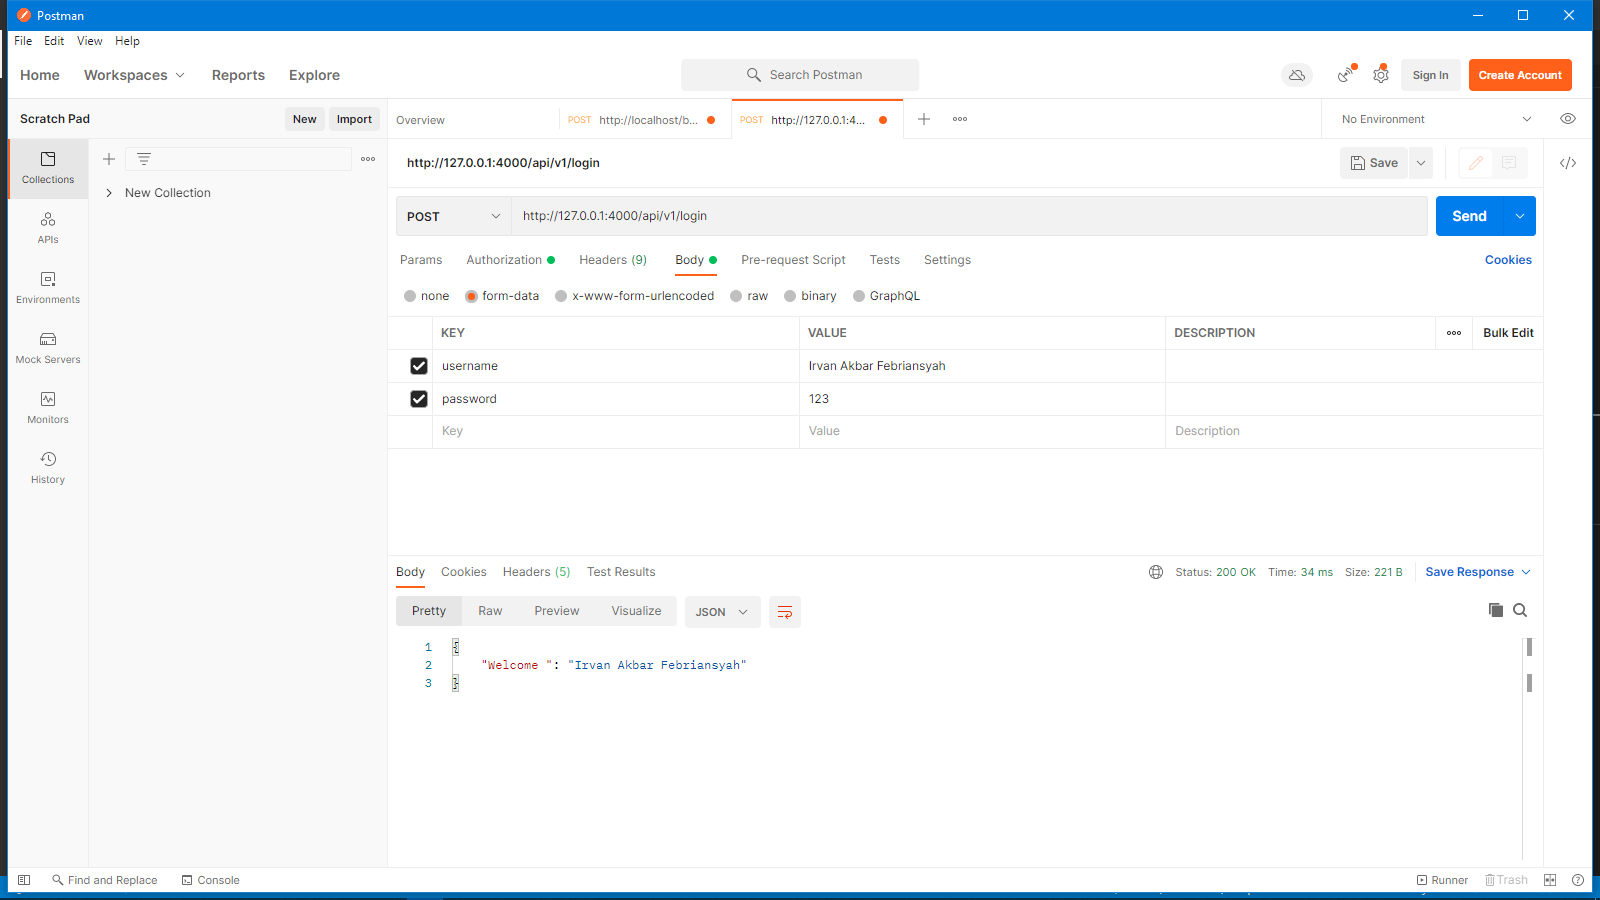 Postman
File Edit View Help
Home Workspaces Reports Explore Search Postman Sign In Create Account
Scratch Pad New Import Overview POST http://localhost/b... POST http://127.0.0.1:4... No Environment
Collections
APIs
Environments
Mock Servers
Monitors
History
New Collection
http://127.0.0.1:4000/api/v1/login Save
POST http://127.0.0.1:4000/api/v1/login Send
Params Authorization Headers (9) Body Pre-request Script Tests Settings Cookies
none form-data x-www-form-urlencoded raw binary GraphQL
KEY VALUE DESCRIPTION Bulk Edit
username Irvan Akbar Febriansyah
password 123
Key Value Description
Body Cookies Headers (5) Test Results Status: 200 OK Time: 34 ms Size: 221 B Save Response
Pretty Raw Preview Visualize JSON
1 {
2 "Welcome ": "Irvan Akbar Febriansyah"
3 }
Find and Replace Console Runner Trash